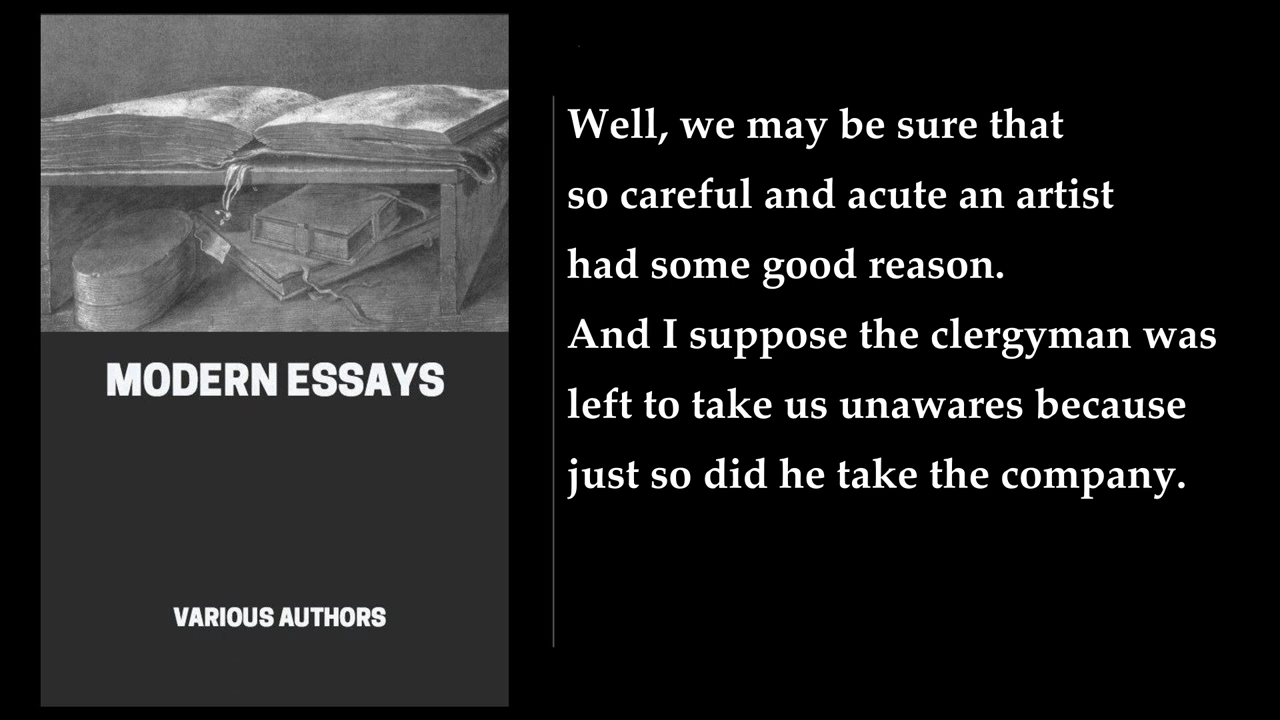 MODERN ESSAYS
VARIOUS AUTHORS
Well, we may be sure that
so careful and acute an artist
had some good reason.
And I suppose the clergyman was
left to take us unawares because
just so did he take the company.